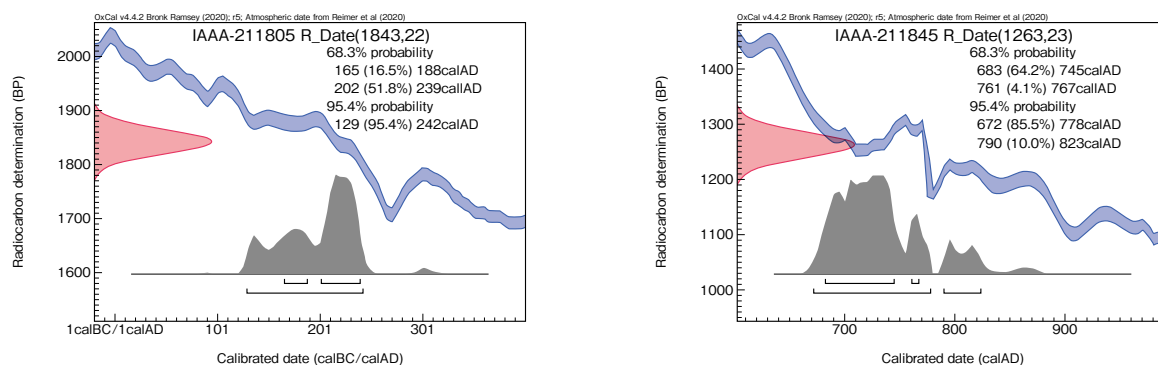 OxCal v4.4.2 Bronk Ramsey (2020); r5; Atmospheric date from Reimer et al (2020)
IAAA-211805 R_Date(1843,22)
68.3% probability
165 (16.5%) 188calAD
202 (51.8%) 239calAD
95.4% probability
129 (95.4%) 242calAD
Radiocarbon determination (BP)
2000
1900
1800
1700
1600
1calBC/1calAD
101
201
301
Calibrated date (calBC/calAD)
OxCal v4.4.2 Bronk Ramsey (2020); r5; Atmospheric date from Reimer et al (2020)
IAAA-211845 R_Date(1263,23)
68.3% probability
683 (64.2%) 745calAD
761 (4.1%) 767calAD
95.4% probability
672 (85.5%) 778calAD
790 (10.0%) 823calAD
Radiocarbon determination (BP)
1400
1300
1200
1100
1000
700
800
900
Calibrated date (calAD)